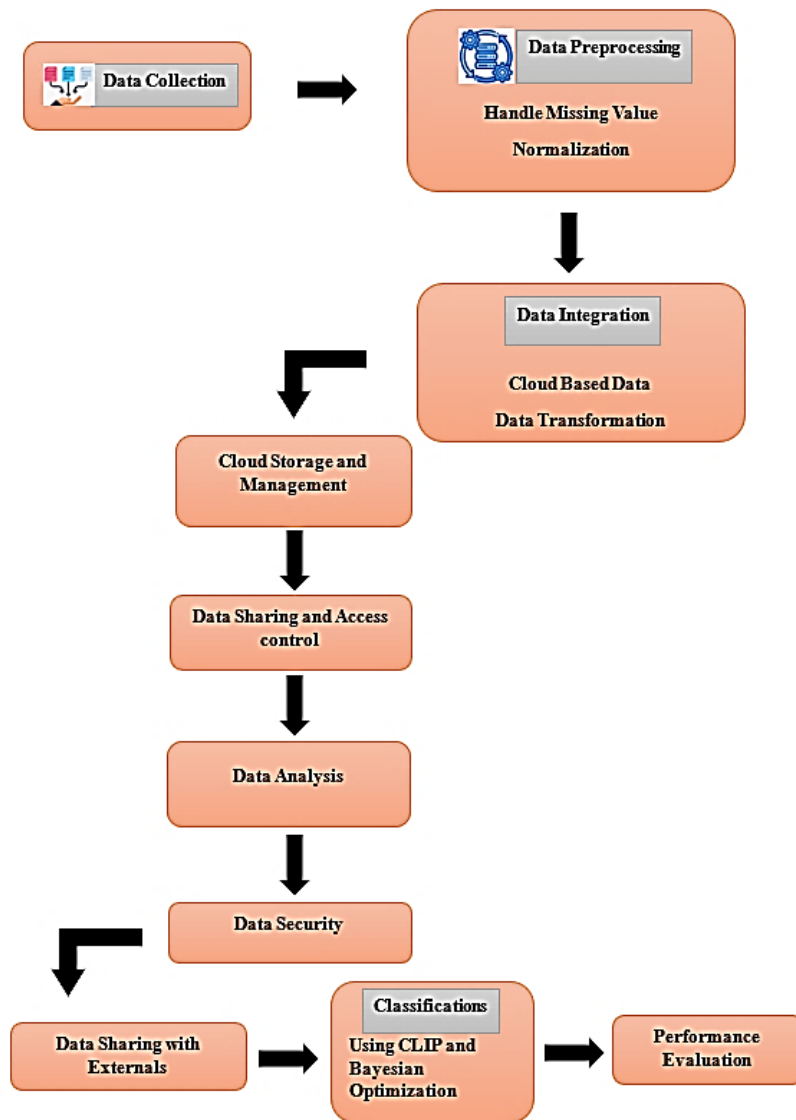 Data Collection
Data Preprocessing
Handle Missing Value
Normalization
Data Integration
Cloud Based Data
Data Transformation
Cloud Storage and
Management
Data Sharing and Access
control
Data Analysis
Data Security
Data Sharing with
Externals
Classifications
Using CLIP and
Bayesian
Optimization
Performance
Evaluation